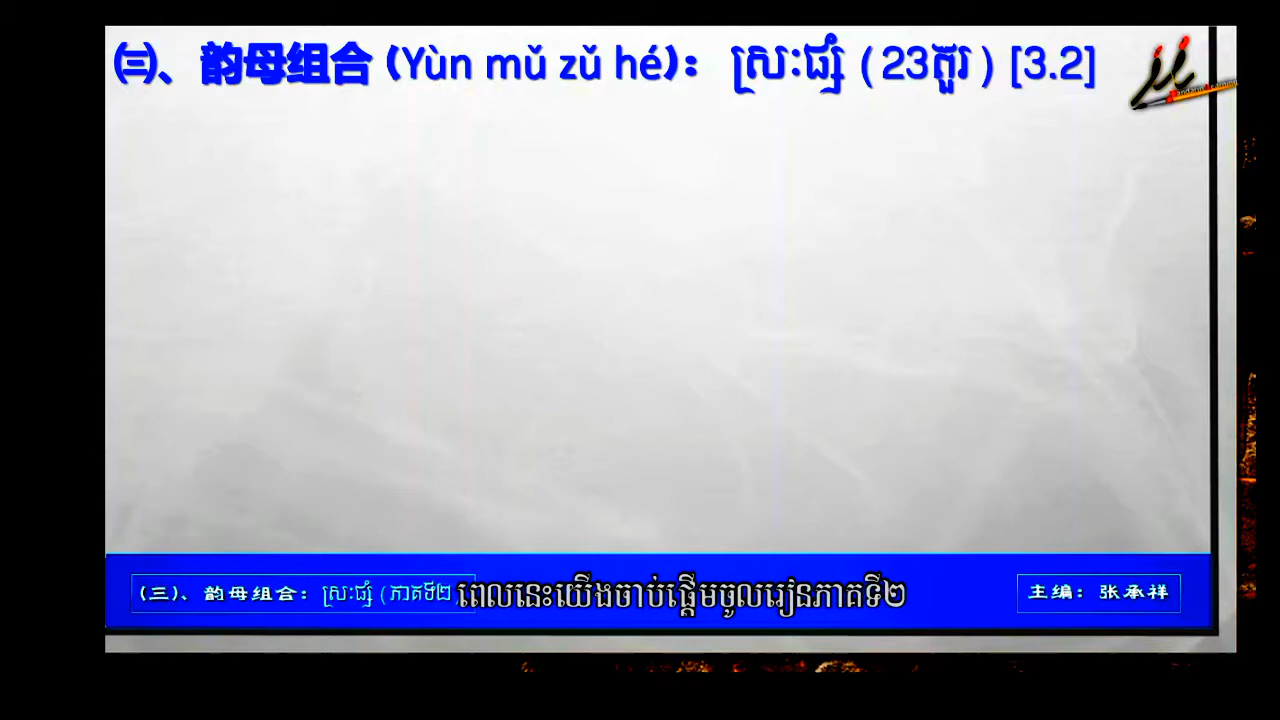 ㈢、韵母组合 (Yùn mǔ zǔ hé)： ស្រៈផ្សំ (23តួរ) [3.2]
(三)、韵母组合： ស្រៈផ្សំ (ភាគទី២
ពេលនេះយើងចាប់ផ្តើមចូលរៀនភាគទី២
主编：张承祥